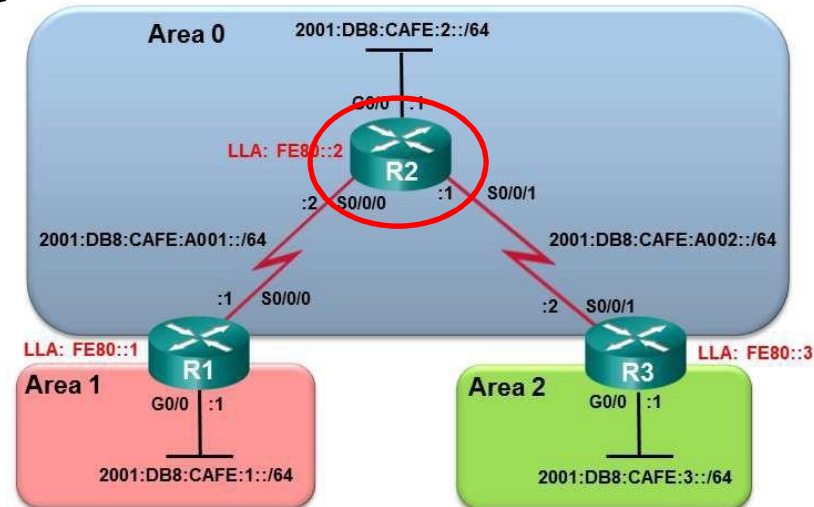 Area 0
2001:DB8:CAFE:2::/64
G0/0 :1
LLA: FE80::2
R2
:2 S0/0/0
:1 S0/0/1
2001:DB8:CAFE:A001::/64
2001:DB8:CAFE:A002::/64
:1 S0/0/0
:2 S0/0/1
LLA: FE80::1
R1
R3
LLA: FE80::3
Area 1
G0/0 :1
2001:DB8:CAFE:1::/64
Area 2
G0/0 :1
2001:DB8:CAFE:3::/64